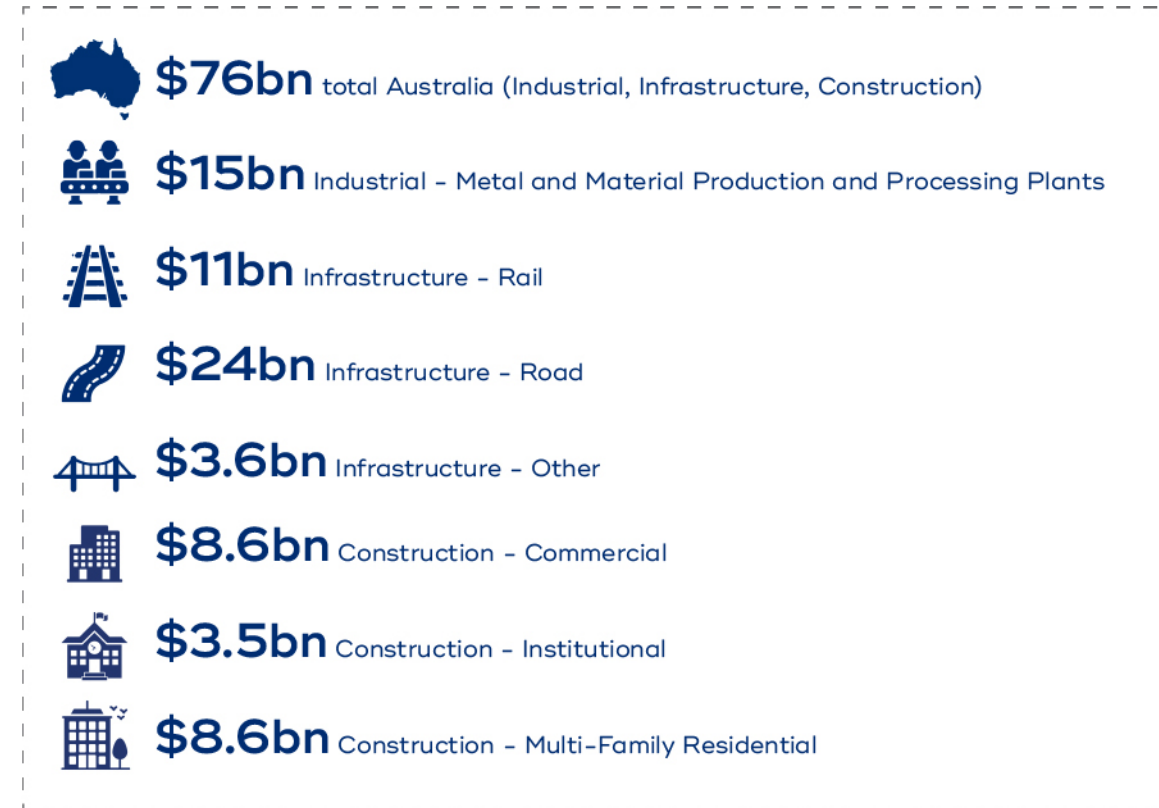 $76bn total Australia (Industrial, Infrastructure, Construction)
$15bn Industrial - Metal and Material Production and Processing Plants
$11bn Infrastructure - Rail
$24bn Infrastructure - Road
$3.6bn Infrastructure - Other
$8.6bn Construction - Commercial
$3.5bn Construction - Institutional
$8.6bn Construction - Multi-Family Residential